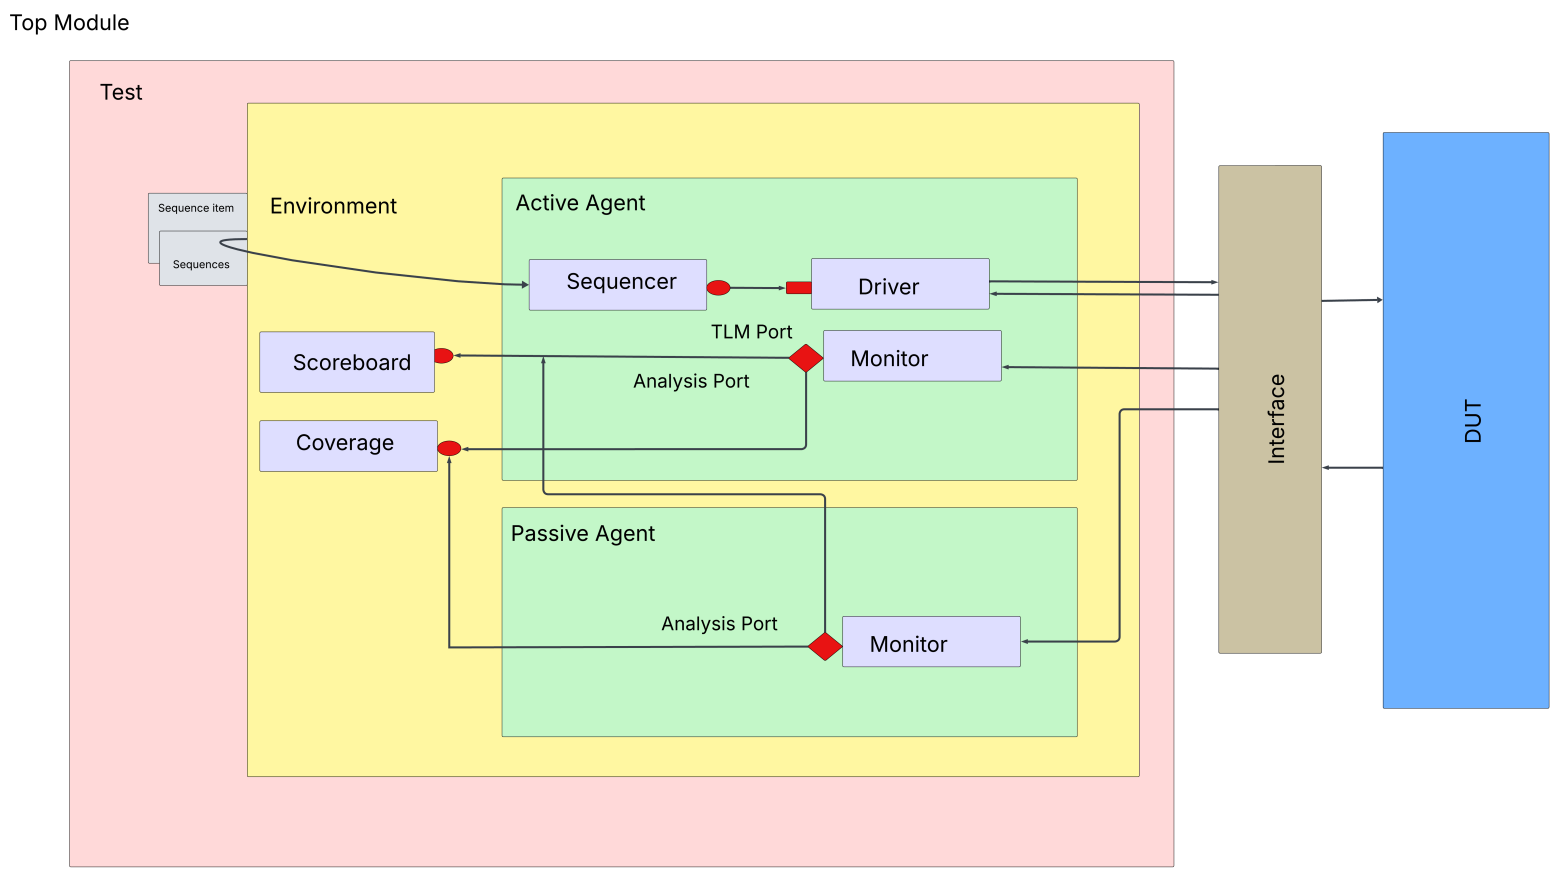 Top Module
Test
Sequence item
Sequences
Environment
Active Agent
Sequencer
Driver
TLM Port
Scoreboard
Monitor
Analysis Port
Coverage
Passive Agent
Analysis Port
Monitor
Interface
DUT